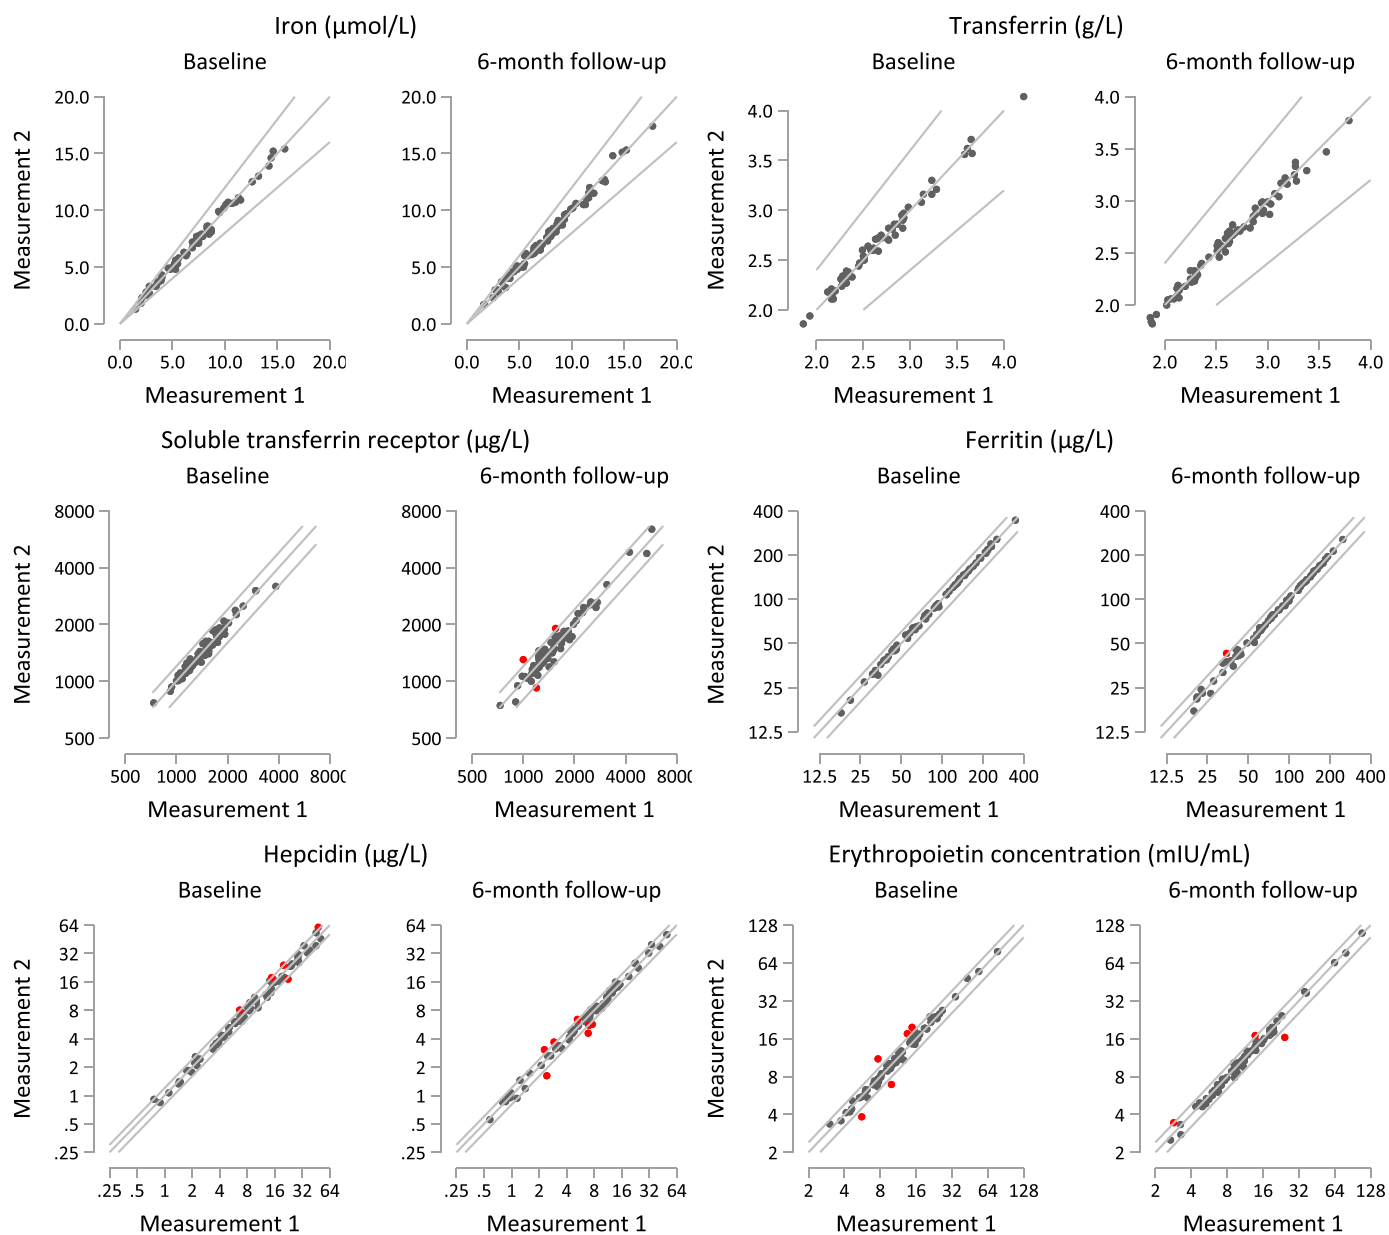 Iron (µmol/L) Transferrin (g/L)
Baseline 6-month follow-up Baseline 6-month follow-up
Measurement 2
20.0
15.0
10.0
5.0
0.0
0.0 5.0 10.0 15.0 20.0
Measurement 1
20.0
15.0
10.0
5.0
0.0
0.0 5.0 10.0 15.0 20.0
Measurement 1
Measurement 2
4.0
3.5
3.0
2.5
2.0
2.0 2.5 3.0 3.5 4.0
Measurement 1
4.0
3.5
3.0
2.5
2.0
2.0 2.5 3.0 3.5 4.0
Measurement 1
Soluble transferrin receptor (µg/L) Ferritin (µg/L)
Baseline 6-month follow-up Baseline 6-month follow-up
Measurement 2
8000
4000
2000
1000
500
500 1000 2000 4000 8000
Measurement 1
8000
4000
2000
1000
500
500 1000 2000 4000 8000
Measurement 1
Measurement 2
400
200
100
50
25
12.5
12.5 25 50 100 200 400
Measurement 1
400
200
100
50
25
12.5
12.5 25 50 100 200 400
Measurement 1
Hepcidin (µg/L) Erythropoietin concentration (mIU/mL)
Baseline 6-month follow-up Baseline 6-month follow-up
Measurement 2
64
32
16
8
4
2
1
.5
.25
.25 .5 1 2 4 8 16 32 64
Measurement 1
64
32
16
8
4
2
1
.5
.25
.25 .5 1 2 4 8 16 32 64
Measurement 1
Measurement 2
128
64
32
16
8
4
2
2 4 8 16 32 64 128
Measurement 1
128
64
32
16
8
4
2
2 4 8 16 32 64 128
Measurement 1